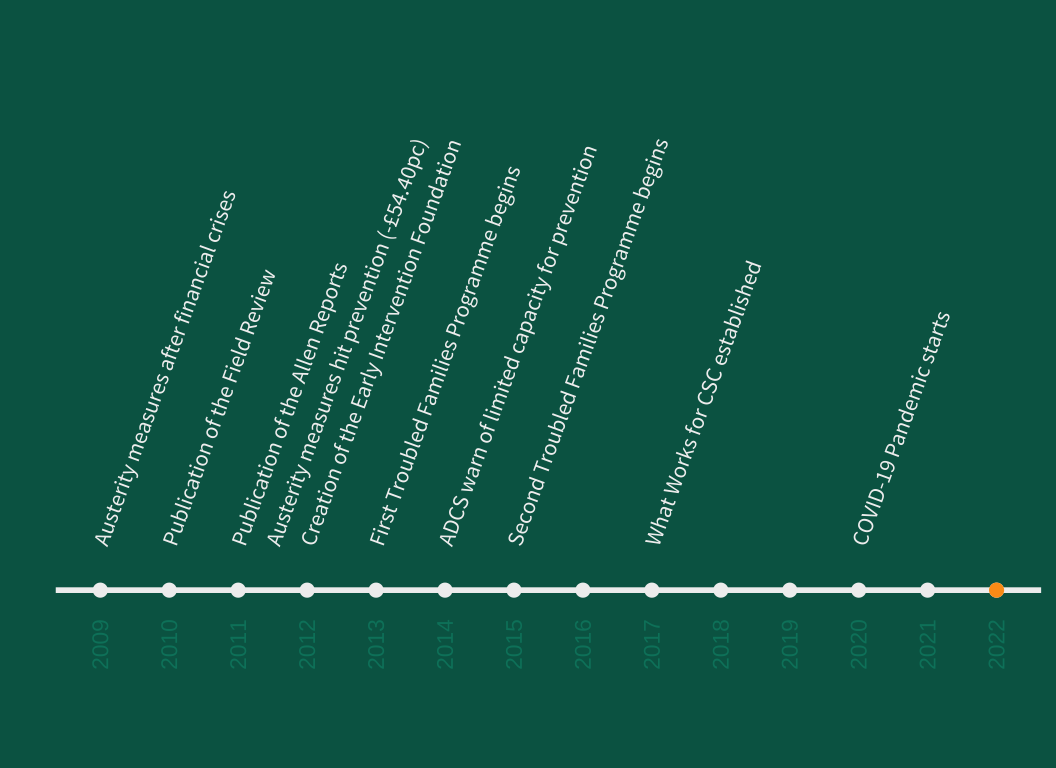 Austerity measures after financial crises
Publication of the Field Review
Publication of the Allen Reports
Austerity measures hit prevention (-£54.40pc)
Creation of the Early Intervention Foundation
First Troubled Families Programme begins
ADCS warn of limited capacity for prevention
Second Troubled Families Programme begins
What Works for CSC established
COVID-19 Pandemic starts
2009
2010
2011
2012
2013
2014
2015
2016
2017
2018
2019
2020
2021
2022